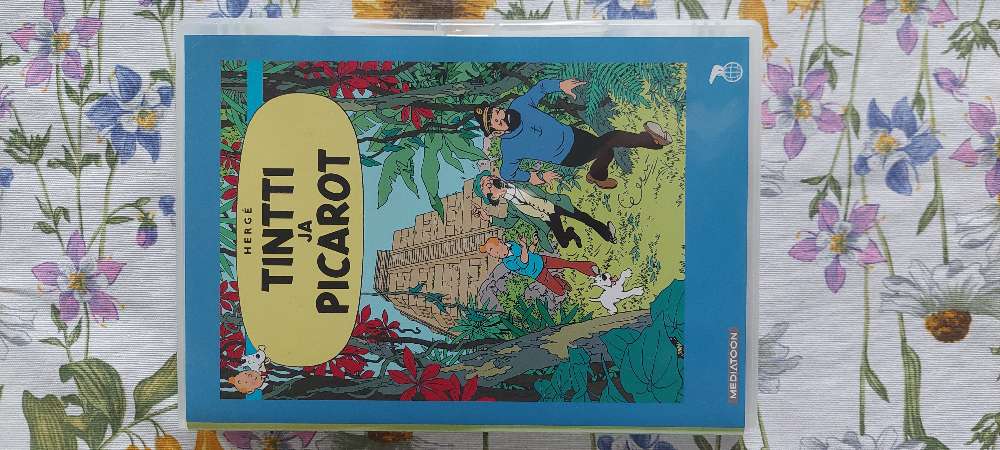 HERGÉ
TINTTI
JA
PICAROT
MEDIATOON